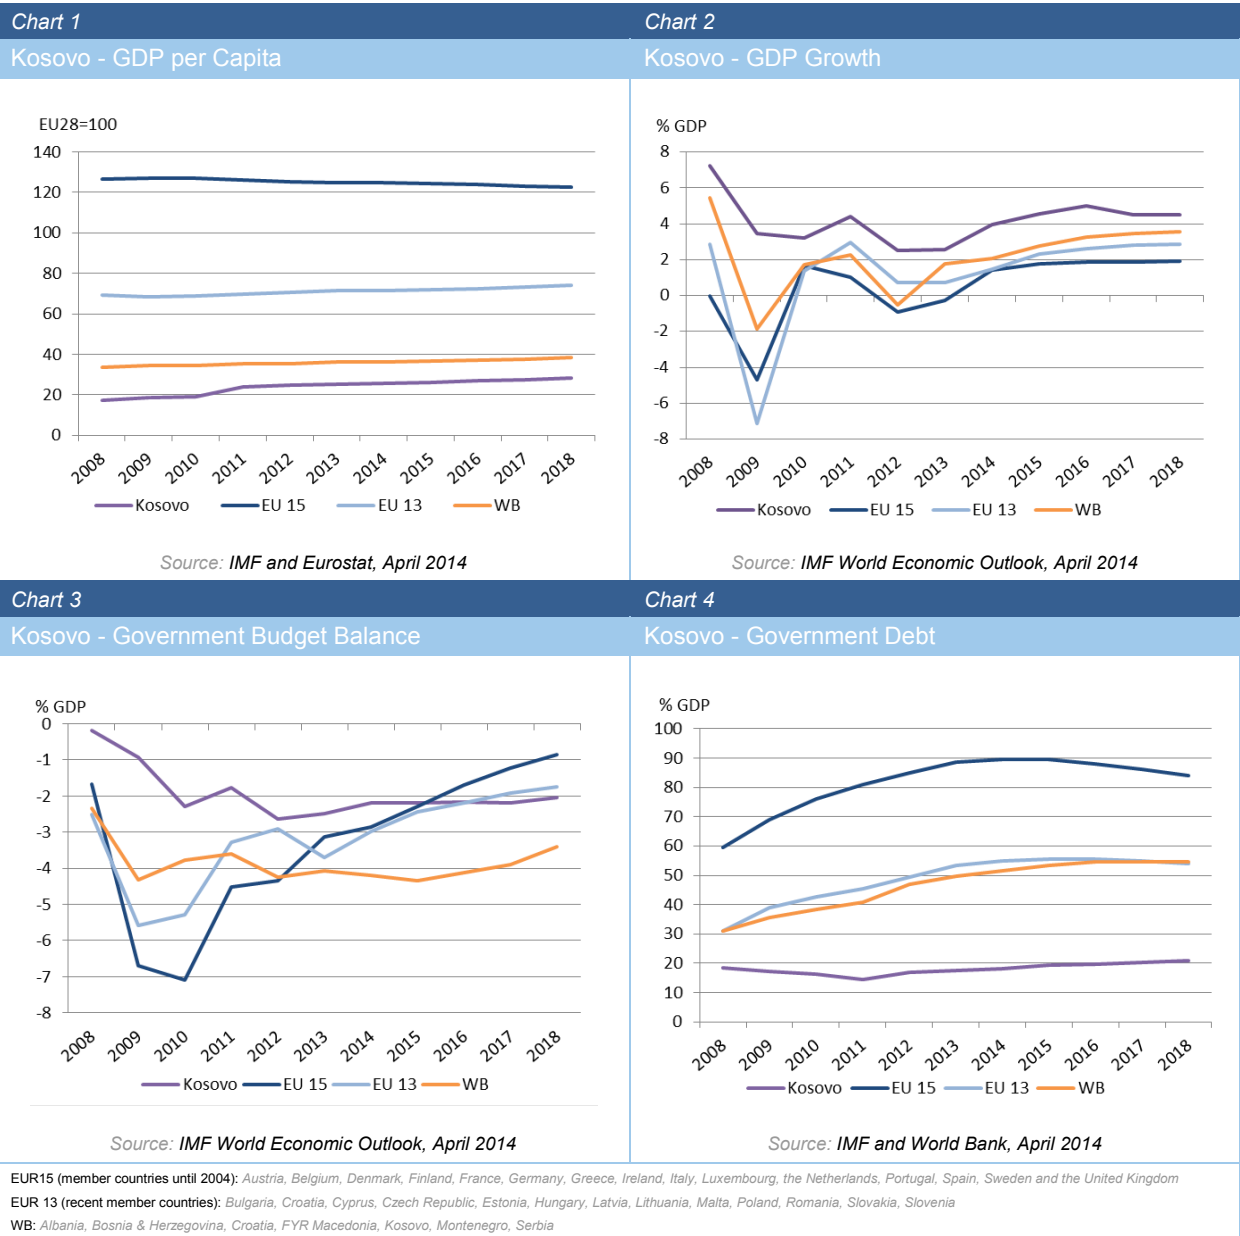 Chart 1
Kosovo - GDP per Capita
EU28=100
140
120
100
80
60
40
20
0
2008 2009 2010 2011 2012 2013 2014 2015 2016 2017 2018
Kosovo EU 15 EU 13 WB
Source: IMF and Eurostat, April 2014
Chart 2
Kosovo - GDP Growth
% GDP
8
6
4
2
0
-2
-4
-6
-8
2008 2009 2010 2011 2012 2013 2014 2015 2016 2017 2018
Kosovo EU 15 EU 13 WB
Source: IMF World Economic Outlook, April 2014
Chart 3
Kosovo - Government Budget Balance
% GDP
0
-1
-2
-3
-4
-5
-6
-7
-8
2008 2009 2010 2011 2012 2013 2014 2015 2016 2017 2018
Kosovo EU 15 EU 13 WB
Source: IMF World Economic Outlook, April 2014
Chart 4
Kosovo - Government Debt
% GDP
100
90
80
70
60
50
40
30
20
10
0
2008 2009 2010 2011 2012 2013 2014 2015 2016 2017 2018
Kosovo EU 15 EU 13 WB
Source: IMF and World Bank, April 2014
EUR15 (member countries until 2004): Austria, Belgium, Denmark, Finland, France, Germany, Greece, Ireland, Italy, Luxembourg, the Netherlands, Portugal, Spain, Sweden and the United Kingdom
EUR 13 (recent member countries): Bulgaria, Croatia, Cyprus, Czech Republic, Estonia, Hungary, Latvia, Lithuania, Malta, Poland, Romania, Slovakia, Slovenia
WB: Albania, Bosnia & Herzegovina, Croatia, FYR Macedonia, Kosovo, Montenegro, Serbia